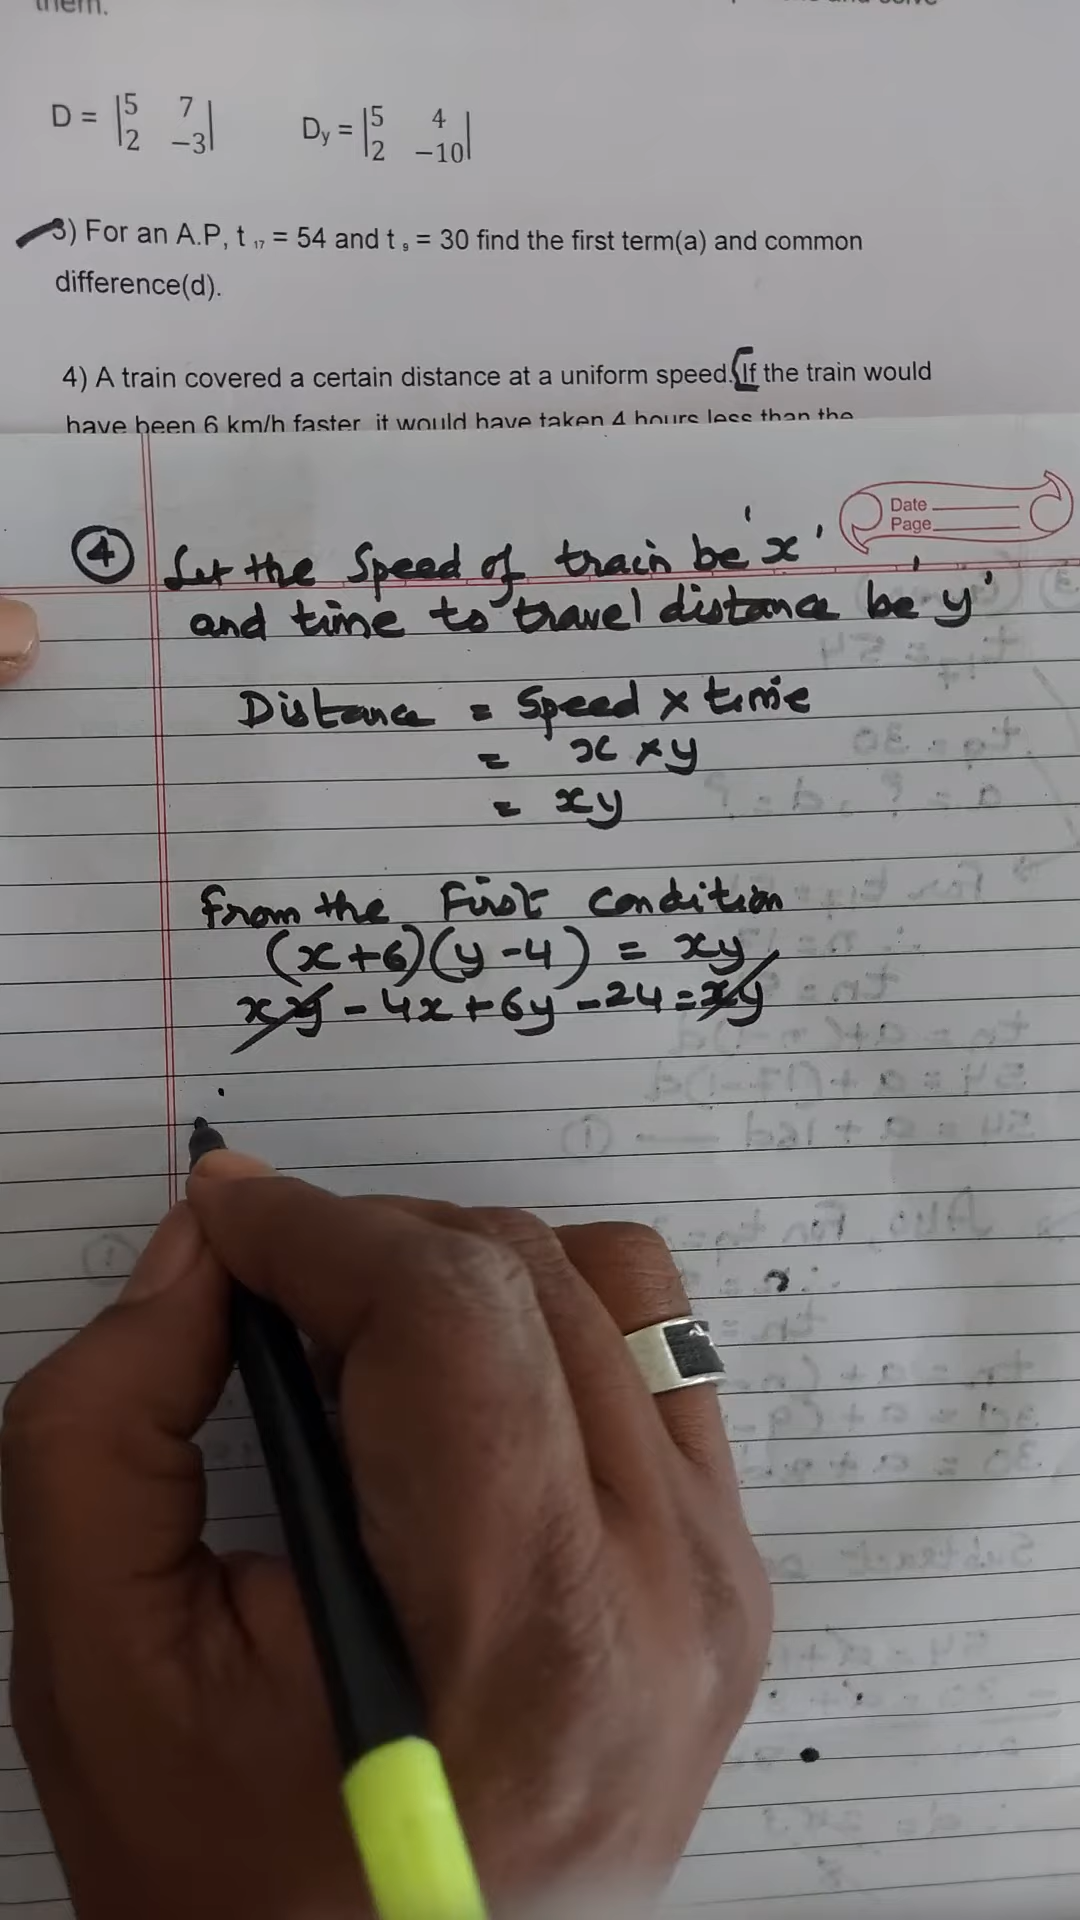 them.
D = |5 7
2 -3| Dy = |5 4
2 -10|
3) For an A.P, t 17 = 54 and t 9 = 30 find the first term(a) and common
difference(d).
4) A train covered a certain distance at a uniform speed. If the train would
have been 6 km/h faster, it would have taken 4 hours less than the
Date
Page
④ Let the Speed of train be 'x'
and time to travel distance be 'y'
Distance = Speed × time
= x × y
= xy
From the First Condition
(x+6)(y-4) = xy
xy - 4x + 6y - 24 = xy